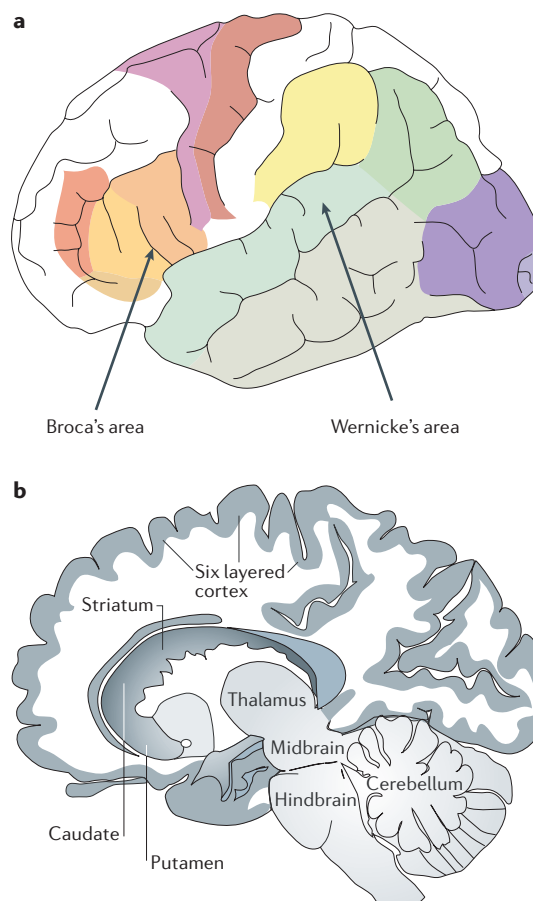 a
Broca's area
Wernicke's area
b
Six layered
cortex
Striatum
Thalamus
Midbrain
Hindbrain
Cerebellum
Caudate
Putamen